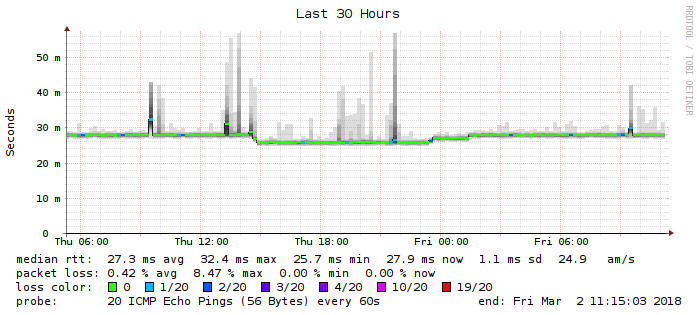 Last 30 Hours
RRDTOOL / TOBI OETIKER
Seconds
50 m
40 m
30 m
20 m
10 m
0
Thu 06:00 Thu 12:00 Thu 18:00 Fri 00:00 Fri 06:00
median rtt: 27.3 ms avg 32.4 ms max 25.7 ms min 27.9 ms now 1.1 ms sd 24.9 am/s
packet loss: 0.42 % avg 8.47 % max 0.00 % min 0.00 % now
loss color: 0 1/20 2/20 3/20 4/20 10/20 19/20
probe: 20 ICMP Echo Pings (56 Bytes) every 60s end: Fri Mar 2 11:15:03 2018